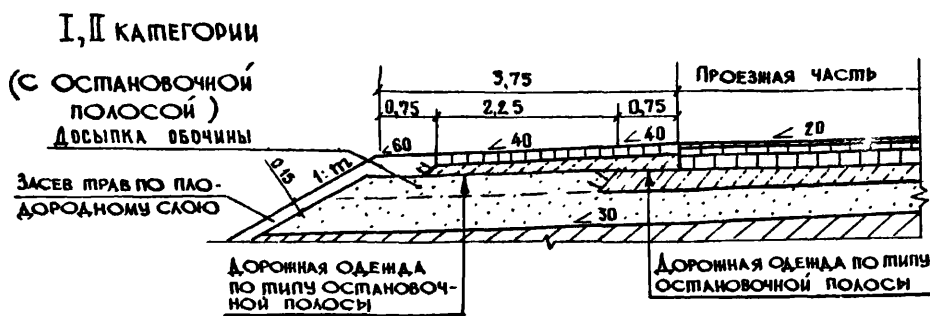 I, II КАТЕГОРИИ
(С ОСТАНОВОЧНОЙ
ПОЛОСОЙ)
ДОСЫПКА ОБОЧИНЫ
ЗАСЕВ ТРАВ ПО ПЛО-
ДОРОДНОМУ СЛОЮ
0,15
1:m
3,75
ПРОЕЗЖАЯ ЧАСТЬ
0,75 2,25 0,75
∠60 ∠40 ∠40 ∠20
∠30
ДОРОЖНАЯ ОДЕЖДА
ПО ТИПУ ОСТАНОВОЧ-
НОЙ ПОЛОСЫ
ДОРОЖНАЯ ОДЕЖДА ПО ТИПУ
ОСТАНОВОЧНОЙ ПОЛОСЫ